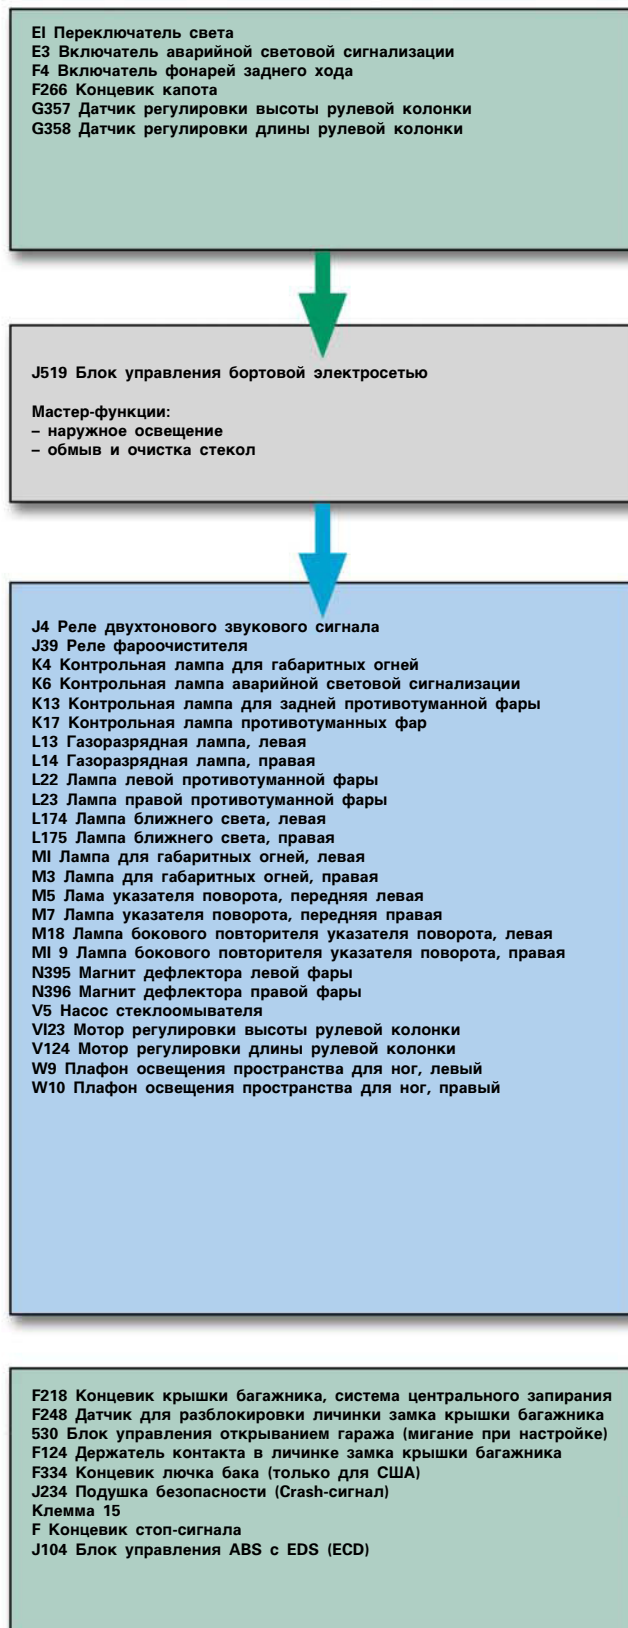 EI Переключатель света
E3 Включатель аварийной световой сигнализации
F4 Включатель фонарей заднего хода
F266 Концевик капота
G357 Датчик регулировки высоты рулевой колонки
G358 Датчик регулировки длины рулевой колонки
J519 Блок управления бортовой электросетью
Мастер-функции:
– наружное освещение
– обмыв и очистка стекол
J4 Реле двухтонового звукового сигнала
J39 Реле фароочистителя
K4 Контрольная лампа для габаритных огней
K6 Контрольная лампа аварийной световой сигнализации
K13 Контрольная лампа для задней противотуманной фары
K17 Контрольная лампа противотуманных фар
L13 Газоразрядная лампа, левая
L14 Газоразрядная лампа, правая
L22 Лампа левой противотуманной фары
L23 Лампа правой противотуманной фары
L174 Лампа ближнего света, левая
L175 Лампа ближнего света, правая
MI Лампа для габаритных огней, левая
M3 Лампа для габаритных огней, правая
M5 Лама указателя поворота, передняя левая
M7 Лампа указателя поворота, передняя правая
M18 Лампа бокового повторителя указателя поворота, левая
MI 9 Лампа бокового повторителя указателя поворота, правая
N395 Магнит дефлектора левой фары
N396 Магнит дефлектора правой фары
V5 Насос стеклоомывателя
VI23 Мотор регулировки высоты рулевой колонки
V124 Мотор регулировки длины рулевой колонки
W9 Плафон освещения пространства для ног, левый
W10 Плафон освещения пространства для ног, правый
F218 Концевик крышки багажника, система центрального запирания
F248 Датчик для разблокировки личинки замка крышки багажника
530 Блок управления открыванием гаража (мигание при настройке)
F124 Держатель контакта в личинке замка крышки багажника
F334 Концевик лючка бака (только для США)
J234 Подушка безопасности (Crash-сигнал)
Клемма 15
F Концевик стоп-сигнала
J104 Блок управления ABS с EDS (ECD)